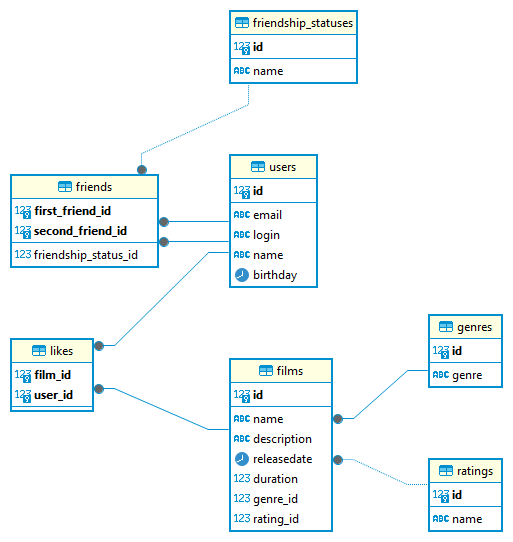 friendship_statuses
123 id
ABC name
friends
123 first_friend_id
123 second_friend_id
123 friendship_status_id
users
123 id
ABC email
ABC login
ABC name
birthday
likes
123 film_id
123 user_id
films
123 id
ABC name
ABC description
releasedate
123 duration
123 genre_id
123 rating_id
genres
123 id
ABC genre
ratings
123 id
ABC name